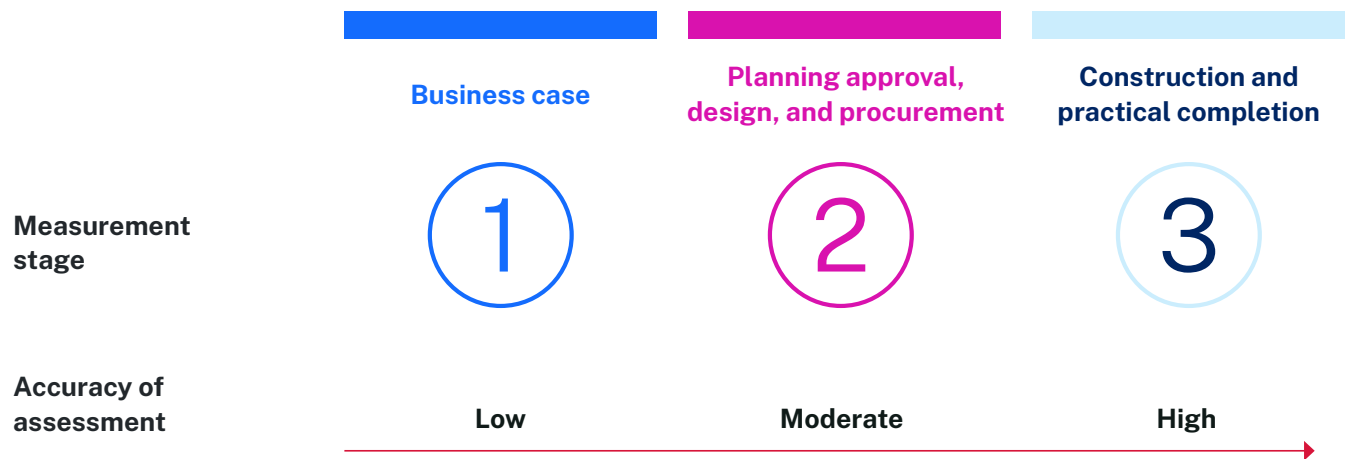 Business case
Planning approval,
design, and procurement
Construction and
practical completion
Measurement
stage
1
2
3
Accuracy of
assessment
Low
Moderate
High